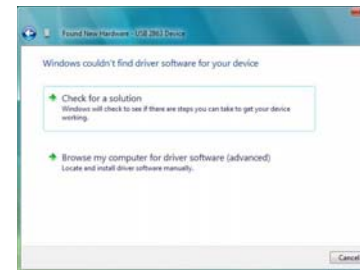 Found New Hardware - USB 2863 Device
Windows couldn't find driver software for your device
Check for a solution
Windows will check to see if there are steps you can take to get your device
working.
Browse my computer for driver software (advanced)
Locate and install driver software manually.
Cancel